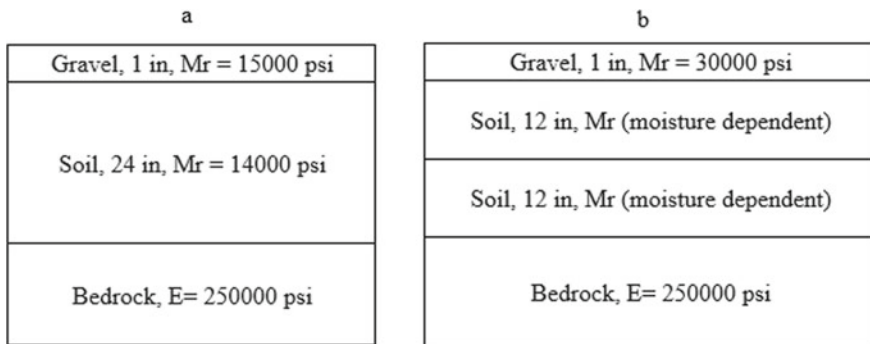 a
Gravel, 1 in, Mr = 15000 psi
Soil, 24 in, Mr = 14000 psi
Bedrock, E= 250000 psi
b
Gravel, 1 in, Mr = 30000 psi
Soil, 12 in, Mr (moisture dependent)
Soil, 12 in, Mr (moisture dependent)
Bedrock, E= 250000 psi